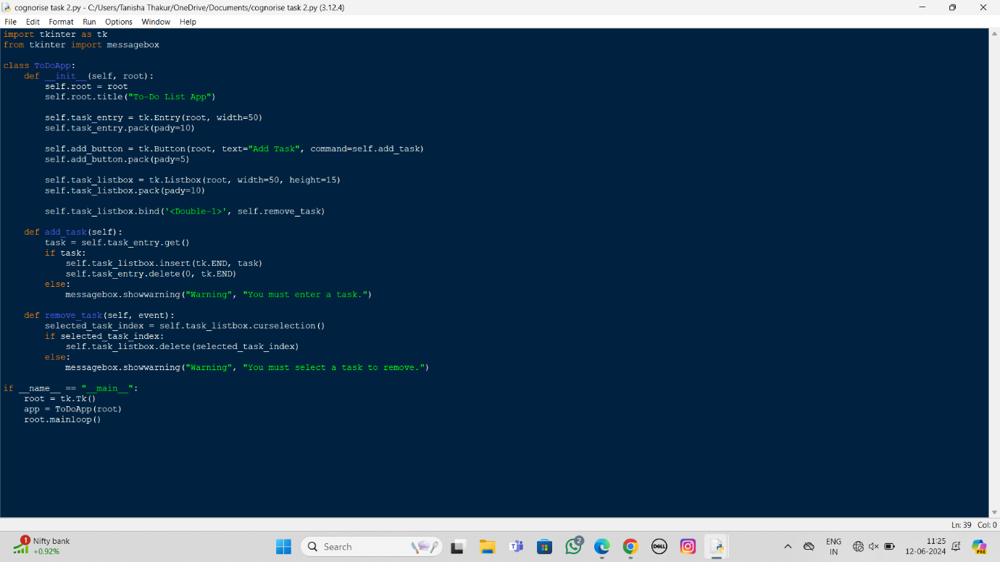 cognorise task 2.py - C:/Users/Tanisha Thakur/OneDrive/Documents/cognorise task 2.py (3.12.4)
File Edit Format Run Options Window Help
import tkinter as tk
from tkinter import messagebox

class ToDoApp:
    def __init__(self, root):
        self.root = root
        self.root.title("To-Do List App")

        self.task_entry = tk.Entry(root, width=50)
        self.task_entry.pack(pady=10)

        self.add_button = tk.Button(root, text="Add Task", command=self.add_task)
        self.add_button.pack(pady=5)

        self.task_listbox = tk.Listbox(root, width=50, height=15)
        self.task_listbox.pack(pady=10)

        self.task_listbox.bind('<Double-1>', self.remove_task)

    def add_task(self):
        task = self.task_entry.get()
        if task:
            self.task_listbox.insert(tk.END, task)
            self.task_entry.delete(0, tk.END)
        else:
            messagebox.showwarning("Warning", "You must enter a task.")

    def remove_task(self, event):
        selected_task_index = self.task_listbox.curselection()
        if selected_task_index:
            self.task_listbox.delete(selected_task_index)
        else:
            messagebox.showwarning("Warning", "You must select a task to remove.")

if __name__ == "__main__":
    root = tk.Tk()
    app = ToDoApp(root)
    root.mainloop()
Ln: 39 Col: 0
1 Nifty bank
+0.92%
Search
2
DELL
ENG
IN
11:25
12-06-2024
PRE